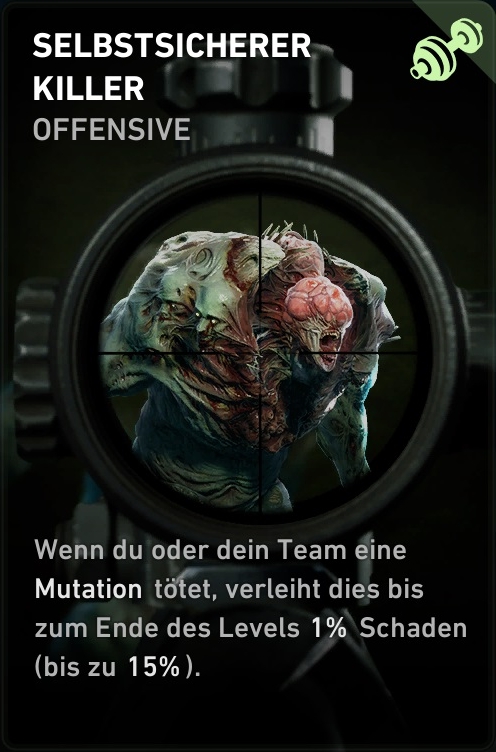 SELBSTSICHERER
KILLER
OFFENSIVE
Wenn du oder dein Team eine
Mutation tötet, verleiht dies bis
zum Ende des Levels 1% Schaden
(bis zu 15%).